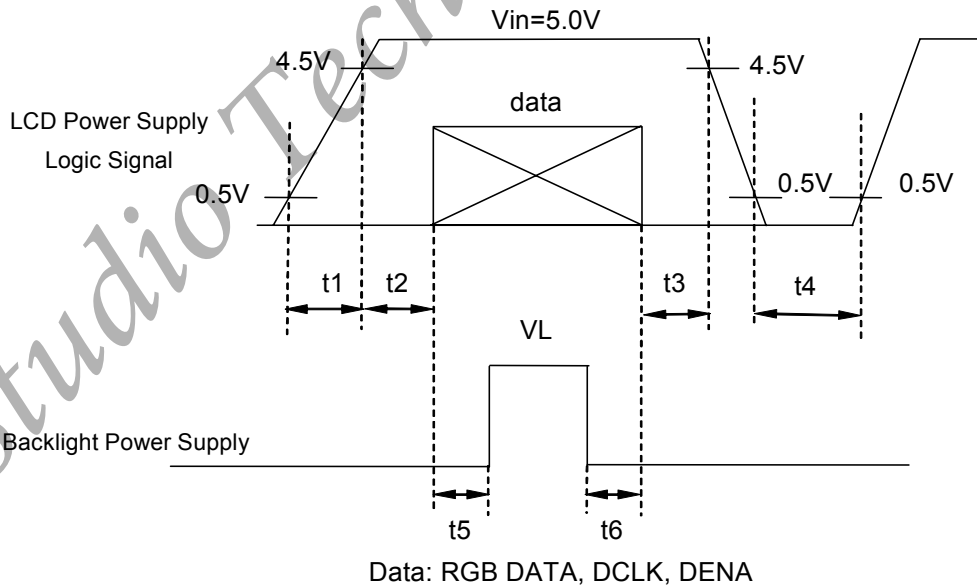 Vin=5.0V
4.5V
4.5V
data
LCD Power Supply
Logic Signal
0.5V
0.5V
0.5V
t1
t2
t3
t4
VL
Backlight Power Supply
t5
t6
Data: RGB DATA, DCLK, DENA